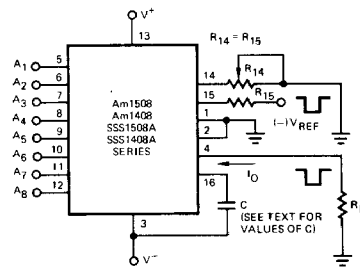 V+
13
R14 = R15
A1 5
A2 6
A3 7
A4 8
A5 9
A6 10
A7 11
A8 12
Am1508
Am1408
SSS1508A
SSS1408A
SERIES
14 R14
15 R15
1
(−)VREF
2
4
IO
16
C
(SEE TEXT FOR
VALUES OF C)
R
3
V−